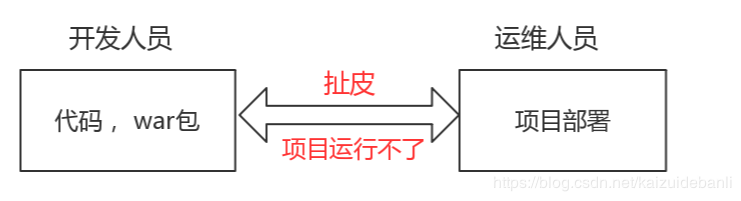 开发人员
运维人员
扯皮
代码 ，war包
项目部署
项目运行不了
https://blog.csdn.net/kaizuidebanli